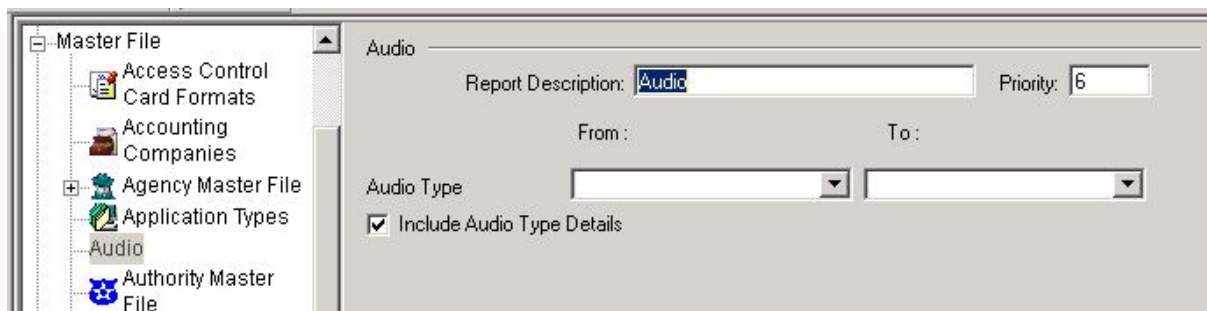 Master File
Access Control
Card Formats
Accounting
Companies
Agency Master File
Application Types
Audio
Authority Master
File
Audio
Report Description: Audio Priority: 6
From : To :
Audio Type
Include Audio Type Details